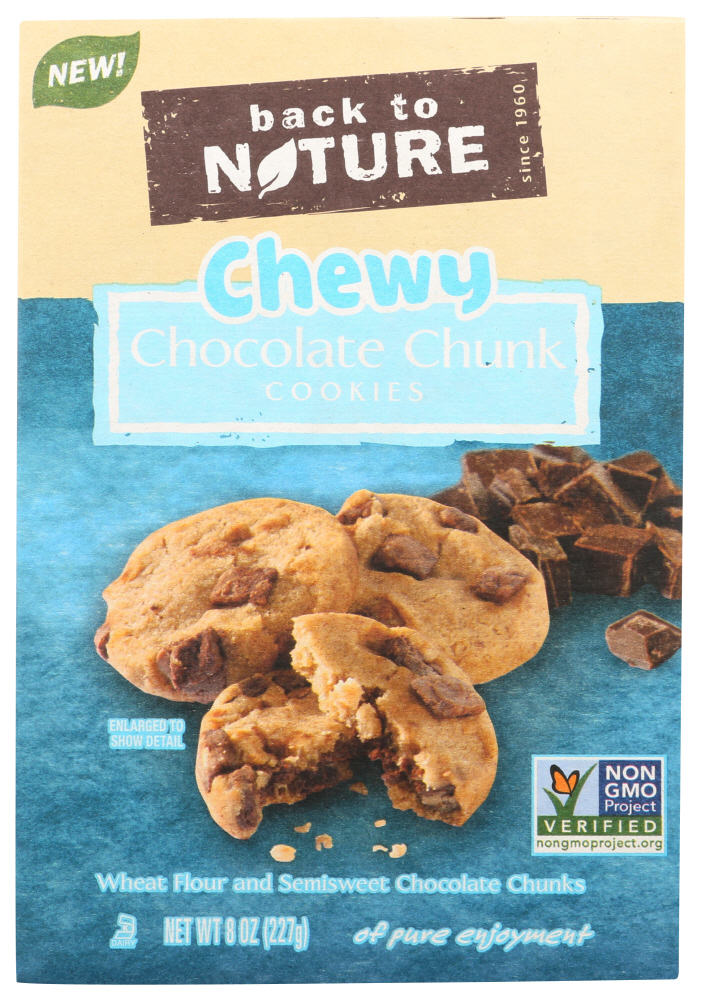 NEW!
back to
NATURE
since 1960
Chewy
Chocolate Chunk
COOKIES
ENLARGED TO
SHOW DETAIL
NON
GMO
Project
VERIFIED
nongmoproject.org
Wheat Flour and Semisweet Chocolate Chunks
DAIRY
NET WT 8 OZ (227g)
of pure enjoyment